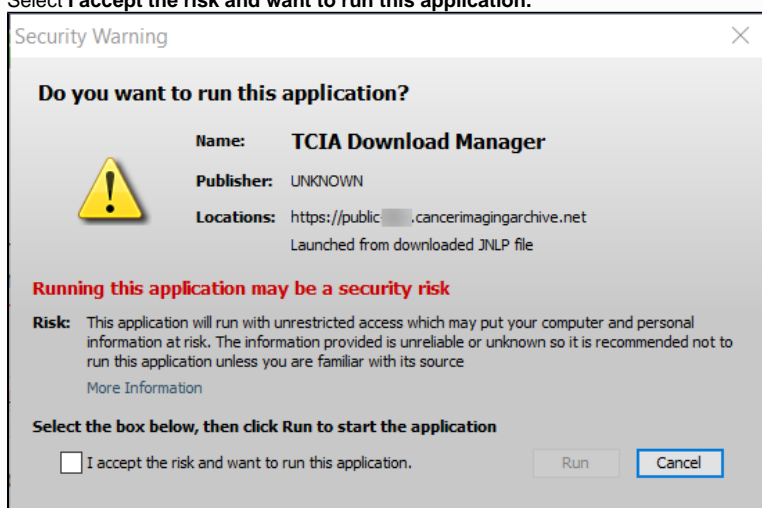 Select I accept the risk and want to run this application.
Security Warning
Do you want to run this application?
Name: TCIA Download Manager
Publisher: UNKNOWN
Locations: https://public- .cancerimagingarchive.net
Launched from downloaded JNLP file
Running this application may be a security risk
Risk: This application will run with unrestricted access which may put your computer and personal
information at risk. The information provided is unreliable or unknown so it is recommended not to
run this application unless you are familiar with its source
More Information
Select the box below, then click Run to start the application
I accept the risk and want to run this application. Run Cancel